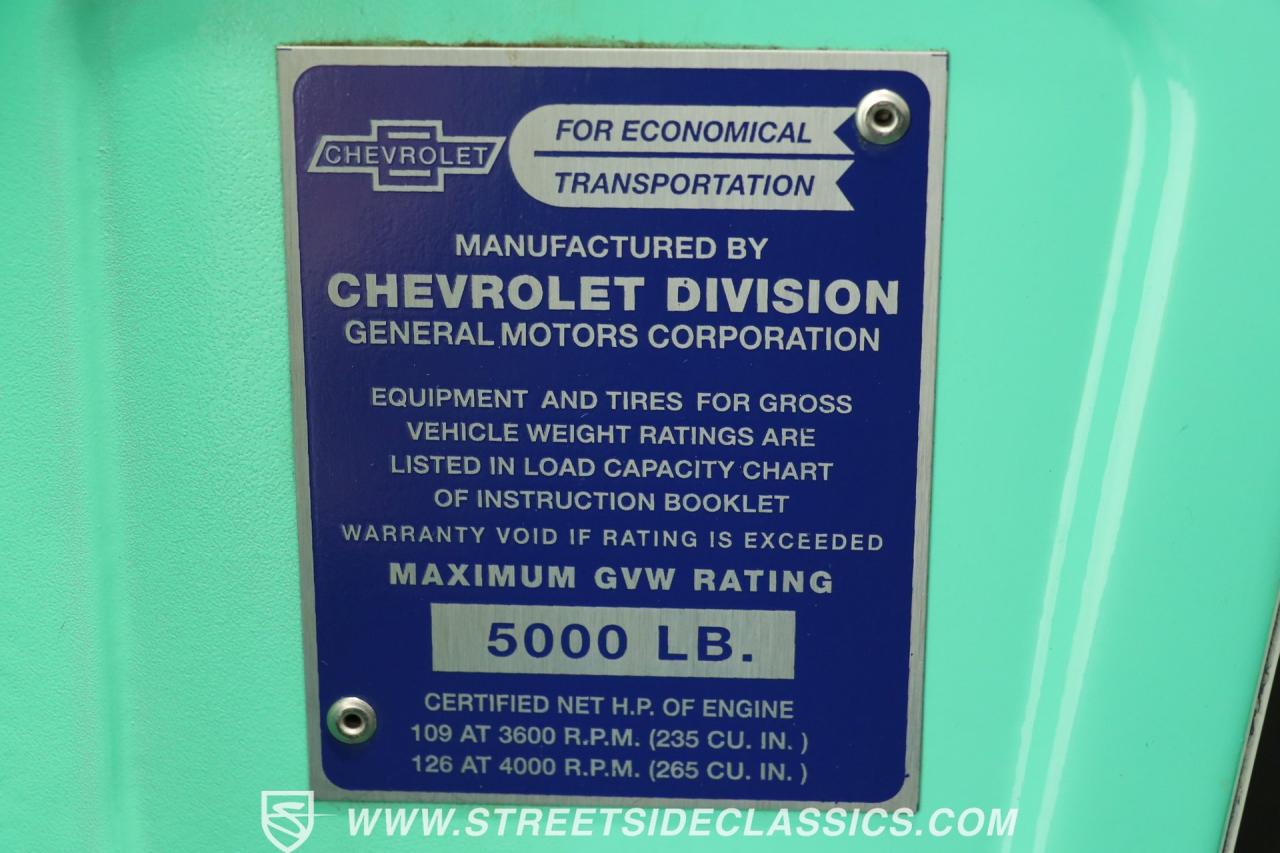 CHEVROLET
FOR ECONOMICAL
TRANSPORTATION
MANUFACTURED BY
CHEVROLET DIVISION
GENERAL MOTORS CORPORATION
EQUIPMENT AND TIRES FOR GROSS
VEHICLE WEIGHT RATINGS ARE
LISTED IN LOAD CAPACITY CHART
OF INSTRUCTION BOOKLET
WARRANTY VOID IF RATING IS EXCEEDED
MAXIMUM GVW RATING
5000 LB.
CERTIFIED NET H.P. OF ENGINE
109 AT 3600 R.P.M. (235 CU. IN. )
126 AT 4000 R.P.M. (265 CU. IN. )
WWW.STREETSIDECLASSICS.COM